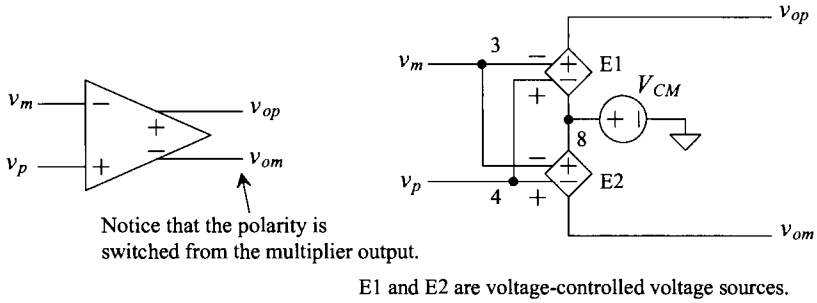 v_m
v_p
−
+
+
−
v_op
v_om
Notice that the polarity is
switched from the multiplier output.
v_m
3
−
+
−
+
E1
v_op
V_CM
+ −
8
v_p
4
−
+
−
+
E2
v_om
E1 and E2 are voltage-controlled voltage sources.